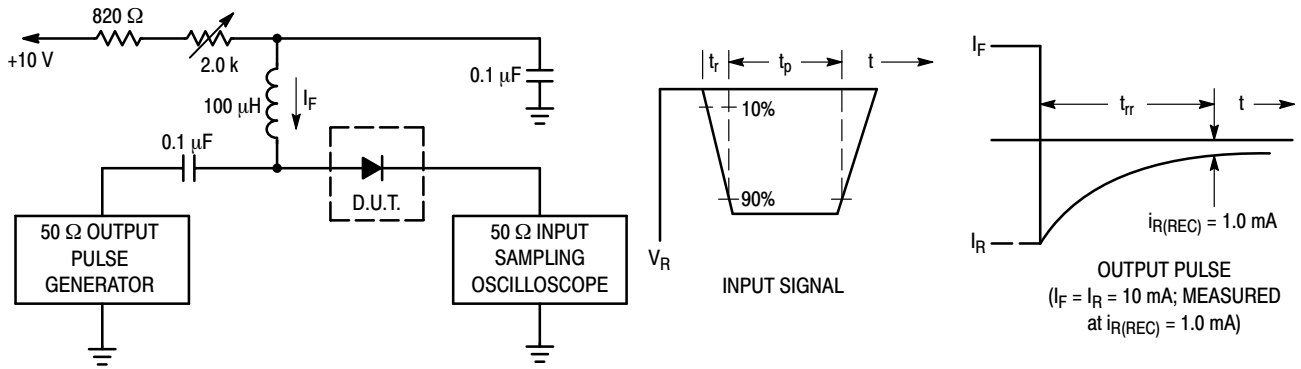 820 Ω
+10 V
2.0 k
100 µH
I_F
0.1 µF
0.1 µF
D.U.T.
50 Ω OUTPUT
PULSE
GENERATOR
50 Ω INPUT
SAMPLING
OSCILLOSCOPE
t_r
t_p
t
10%
90%
V_R
INPUT SIGNAL
I_F
t_rr
t
I_R
i_R(REC) = 1.0 mA
OUTPUT PULSE
(I_F = I_R = 10 mA; MEASURED
at i_R(REC) = 1.0 mA)